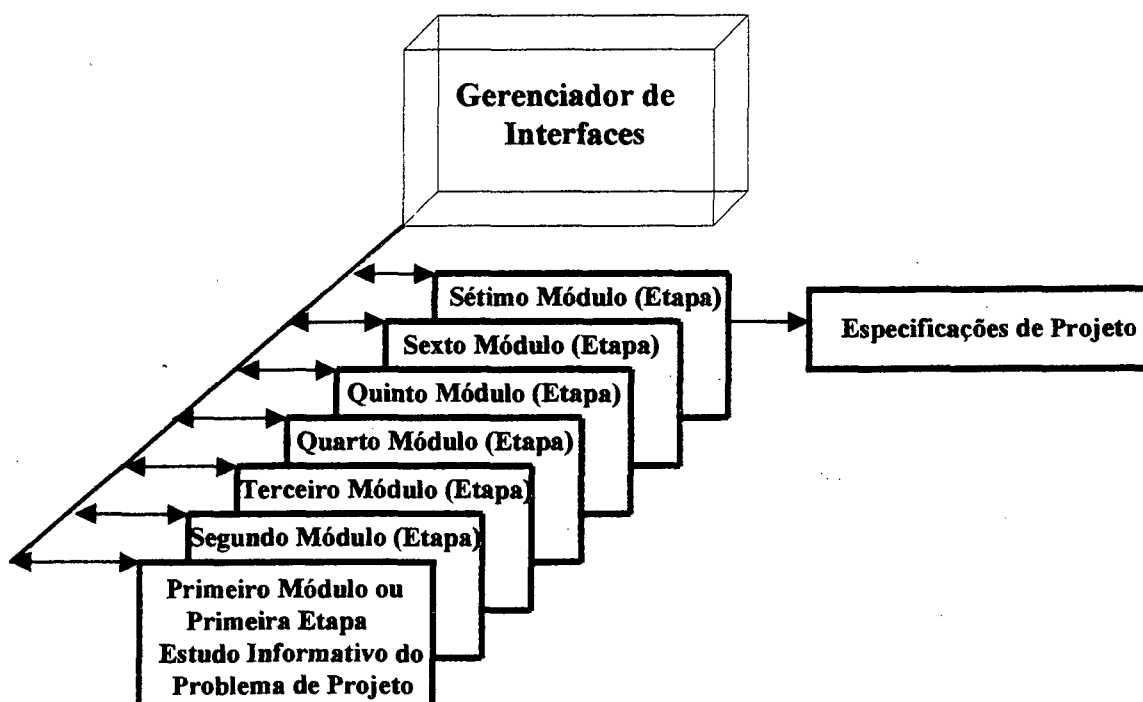 Gerenciador de
Interfaces
Sétimo Módulo (Etapa)
Especificações de Projeto
Sexto Módulo (Etapa)
Quinto Módulo (Etapa)
Quarto Módulo (Etapa)
Terceiro Módulo (Etapa)
Segundo Módulo (Etapa)
Primeiro Módulo ou
Primeira Etapa
Estudo Informativo do
Problema de Projeto